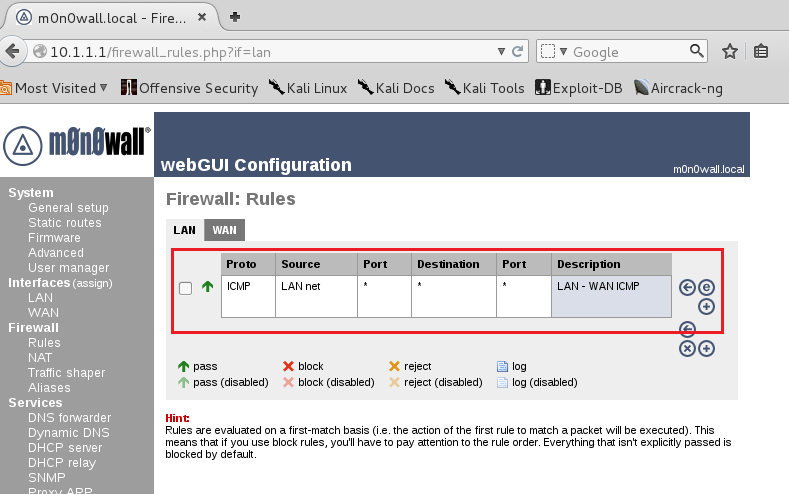 m0n0wall.local - Fire...
10.1.1.1/firewall_rules.php?if=lan
Google
Most Visited
Offensive Security
Kali Linux
Kali Docs
Kali Tools
Exploit-DB
Aircrack-ng
m0n0wall®
webGUI Configuration
m0n0wall.local
System
General setup
Static routes
Firmware
Advanced
User manager
Interfaces (assign)
LAN
WAN
Firewall
Rules
NAT
Traffic shaper
Aliases
Services
DNS forwarder
Dynamic DNS
DHCP server
DHCP relay
SNMP
Proxy ARP
Firewall: Rules
LAN WAN
Proto Source Port Destination Port Description
ICMP LAN net * * * LAN - WAN ICMP
pass block reject log
pass (disabled) block (disabled) reject (disabled) log (disabled)
Hint:
Rules are evaluated on a first-match basis (i.e. the action of the first rule to match a packet will be executed). This
means that if you use block rules, you'll have to pay attention to the rule order. Everything that isn't explicitly passed is
blocked by default.